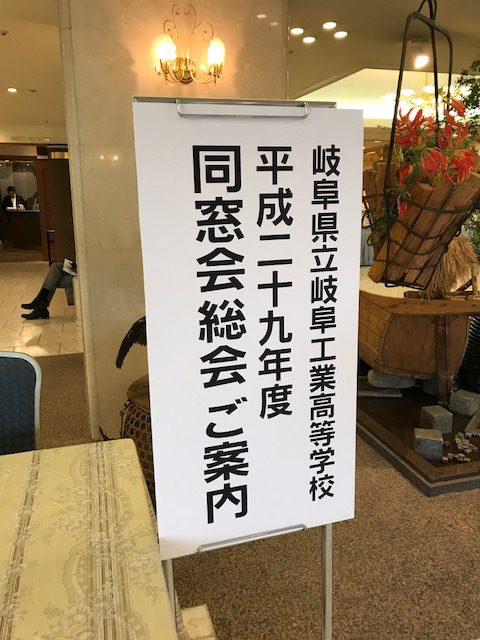 岐阜県立岐阜工業高等学校
平成二十九年度
同窓会総会ご案内